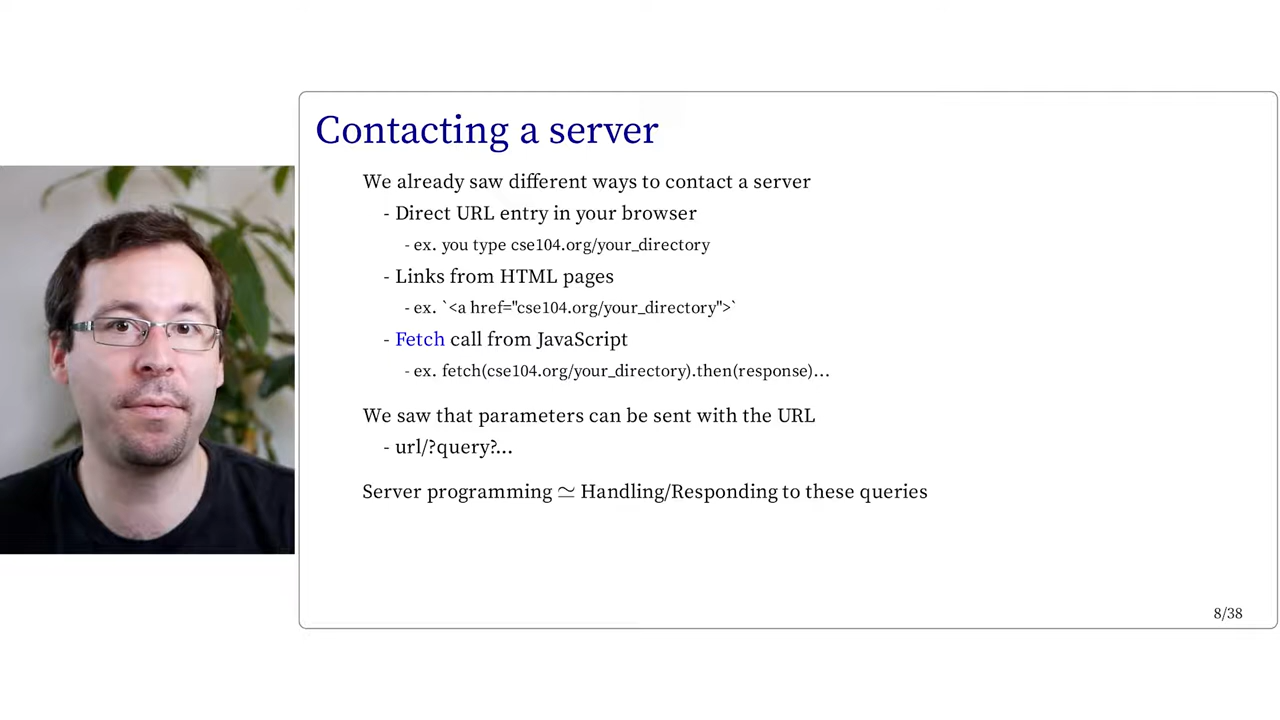 Contacting a server
We already saw different ways to contact a server
- Direct URL entry in your browser
- ex. you type cse104.org/your_directory
- Links from HTML pages
- ex. `<a href="cse104.org/your_directory">`
- Fetch call from JavaScript
- ex. fetch(cse104.org/your_directory).then(response)...
We saw that parameters can be sent with the URL
- url/?query?...
Server programming ≃ Handling/Responding to these queries
8/38